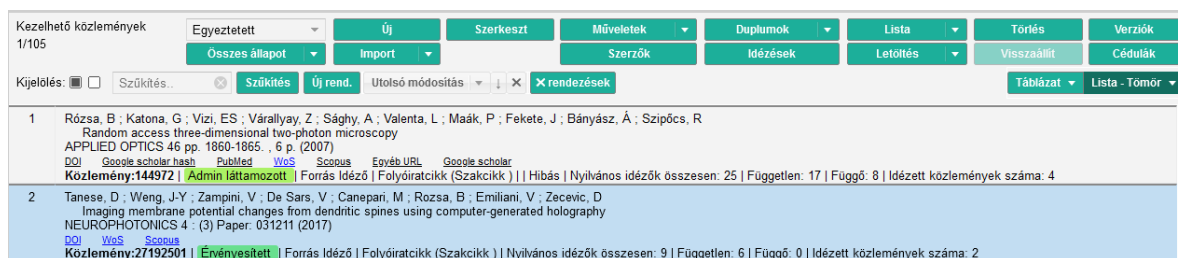 Kezelhető közlemények
1/105
Egyeztetett
Új
Szerkeszt
Műveletek
Duplumok
Lista
Törlés
Verziók
Összes állapot
Import
Szerzők
Idézések
Letöltés
Visszaállít
Cédulák
Kijelölés:
Szűkítés..
Szűkítés
Új rend.
Utolsó módosítás
rendezések
Táblázat
Lista - Tömör
1
Rózsa, B ; Katona, G ; Vizi, ES ; Várallyay, Z ; Sághy, A ; Valenta, L ; Maák, P ; Fekete, J ; Bányász, Á ; Szipőcs, R
Random access three-dimensional two-photon microscopy
APPLIED OPTICS 46 pp. 1860-1865. , 6 p. (2007)
DOI Google scholar hash PubMed WoS Scopus Egyéb URL Google scholar
Közlemény:144972 | Admin láttamozott | Forrás Idéző | Folyóiratcikk (Szakcikk ) | | Hibás | Nyilvános idézők összesen: 25 | Független: 17 | Függő: 8 | Idézett közlemények száma: 4
2
Tanese, D ; Weng, J-Y ; Zampini, V ; De Sars, V ; Canepari, M ; Rozsa, B ; Emiliani, V ; Zecevic, D
Imaging membrane potential changes from dendritic spines using computer-generated holography
NEUROPHOTONICS 4 : (3) Paper: 031211 (2017)
DOI WoS Scopus
Közlemény:27192501 | Érvényesített | Forrás Idéző | Folyóiratcikk (Szakcikk ) | Nyilvános idézők összesen: 9 | Független: 6 | Függő: 0 | Idézett közlemények száma: 2